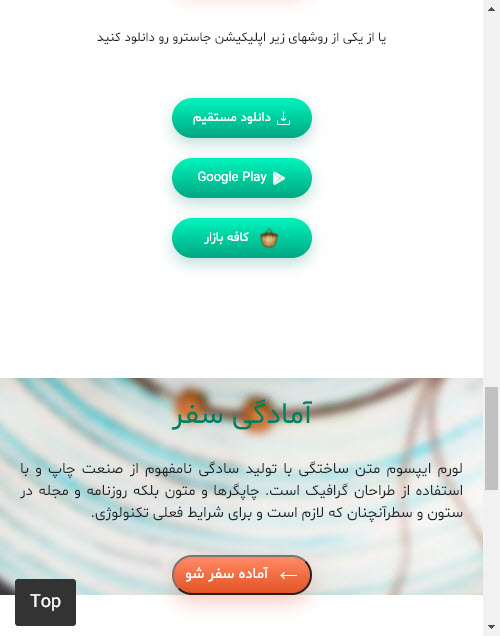 یا از یکی از روشهای زیر اپلیکیشن جاسترو رو دانلود کنید
دانلود مستقیم
Google Play
کافه بازار
آمادگی سفر
لورم ایپسوم متن ساختگی با تولید سادگی نامفهوم از صنعت چاپ و با
استفاده از طراحان گرافیک است. چاپگرها و متون بلکه روزنامه و مجله در
ستون و سطرآنچنان که لازم است و برای شرایط فعلی تکنولوژی.
آماده سفر شو
Top